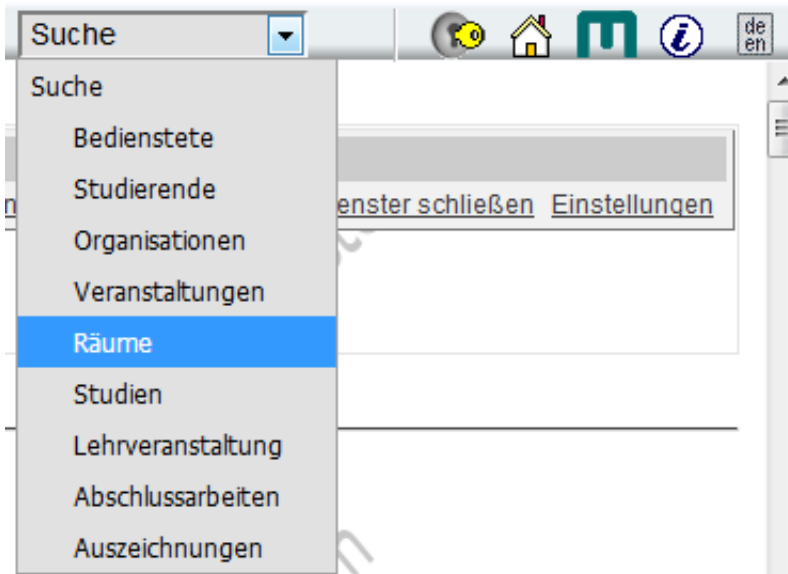 Suche
de
en
Suche
Bedienstete
Studierende
enster schließen Einstellungen
Organisationen
Veranstaltungen
Räume
Studien
Lehrveranstaltung
Abschlussarbeiten
Auszeichnungen